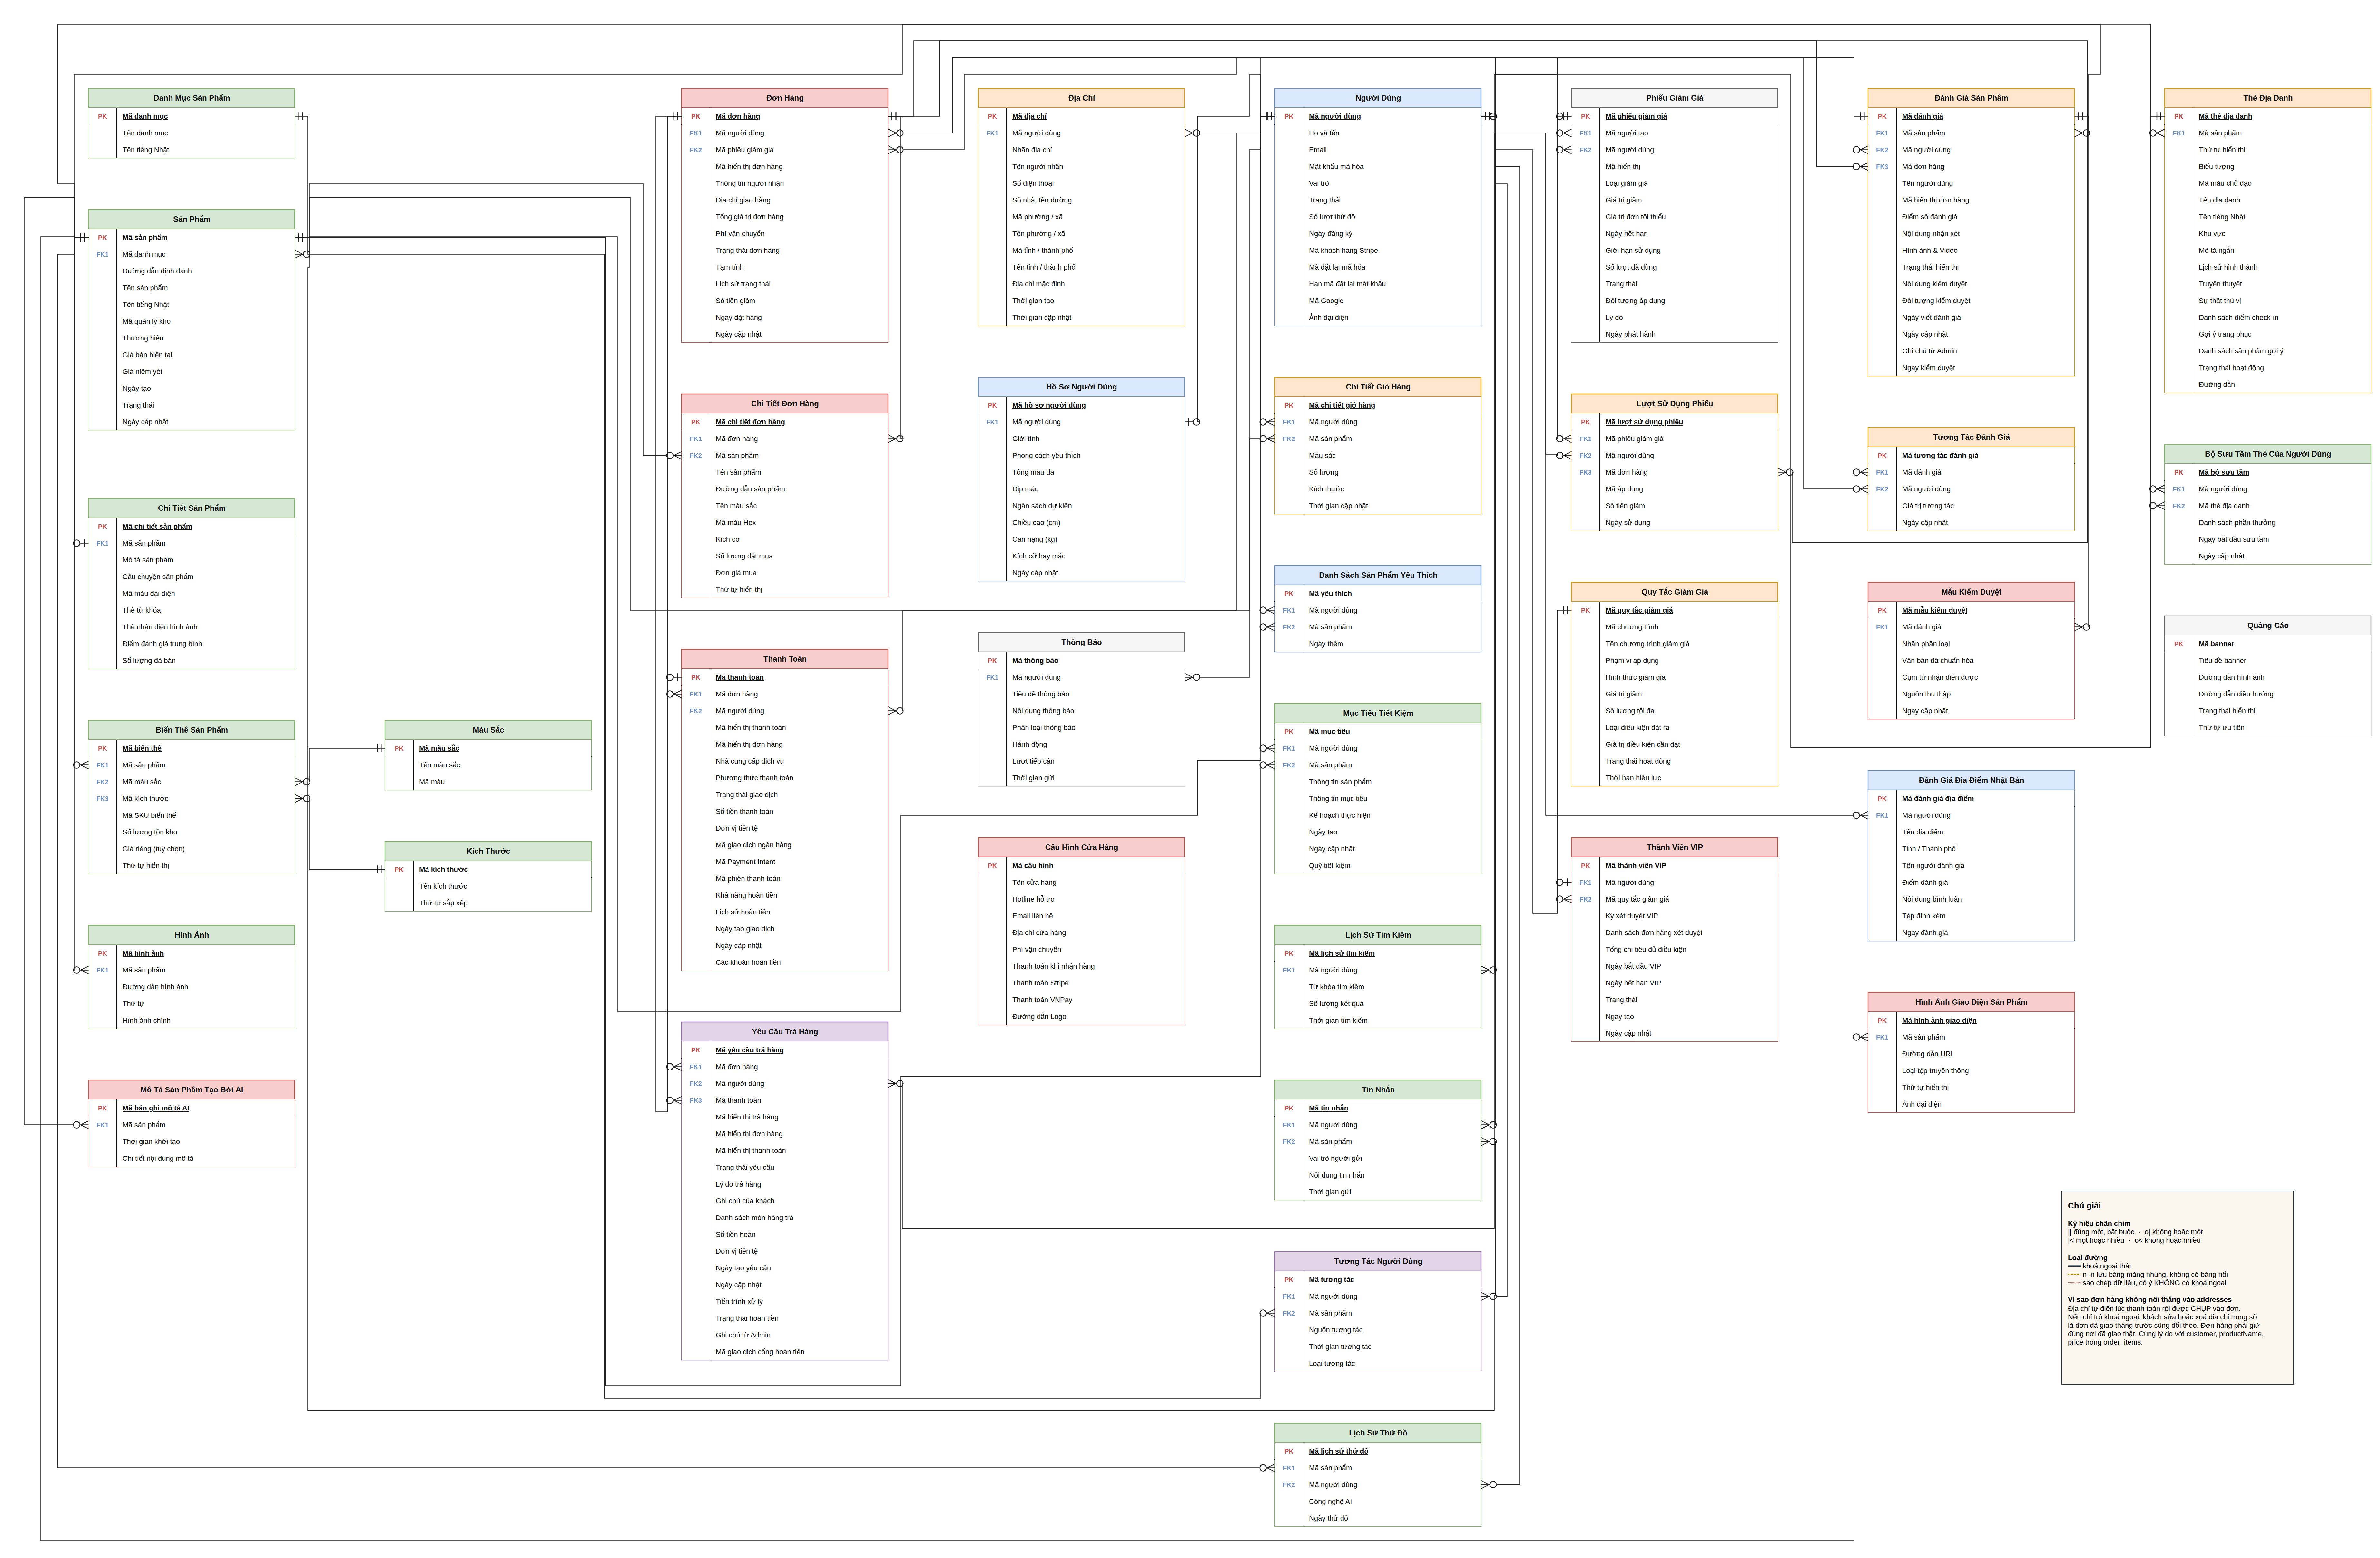 Danh Mục Sản Phẩm
PK Mã danh mục
Tên danh mục
Tên tiếng Nhật
Sản Phẩm
PK Mã sản phẩm
FK1 Mã danh mục
Đường dẫn định danh
Tên sản phẩm
Tên tiếng Nhật
Mã quản lý kho
Thương hiệu
Giá bán hiện tại
Giá niêm yết
Ngày tạo
Trạng thái
Ngày cập nhật
Chi Tiết Sản Phẩm
PK Mã chi tiết sản phẩm
FK1 Mã sản phẩm
Mô tả sản phẩm
Câu chuyện sản phẩm
Mã màu đại diện
Thẻ từ khóa
Thẻ nhận diện hình ảnh
Điểm đánh giá trung bình
Số lượng đã bán
Biến Thể Sản Phẩm
PK Mã biến thể
FK1 Mã sản phẩm
FK2 Mã màu sắc
FK3 Mã kích thước
Mã SKU biến thể
Số lượng tồn kho
Giá riêng (tuỳ chọn)
Thứ tự hiển thị
Hình Ảnh
PK Mã hình ảnh
FK1 Mã sản phẩm
Đường dẫn hình ảnh
Thứ tự
Hình ảnh chính
Mô Tả Sản Phẩm Tạo Bởi AI
PK Mã bản ghi mô tả AI
FK1 Mã sản phẩm
Thời gian khởi tạo
Chi tiết nội dung mô tả
Màu Sắc
PK Mã màu sắc
Tên màu sắc
Mã màu
Kích Thước
PK Mã kích thước
Tên kích thước
Thứ tự sắp xếp
Đơn Hàng
PK Mã đơn hàng
FK1 Mã người dùng
FK2 Mã phiếu giảm giá
Mã hiển thị đơn hàng
Thông tin người nhận
Địa chỉ giao hàng
Tổng giá trị đơn hàng
Phí vận chuyển
Trạng thái đơn hàng
Tạm tính
Lịch sử trạng thái
Số tiền giảm
Ngày đặt hàng
Ngày cập nhật
Chi Tiết Đơn Hàng
PK Mã chi tiết đơn hàng
FK1 Mã đơn hàng
FK2 Mã sản phẩm
Tên sản phẩm
Đường dẫn sản phẩm
Tên màu sắc
Mã màu Hex
Kích cỡ
Số lượng đặt mua
Đơn giá mua
Thứ tự hiển thị
Thanh Toán
PK Mã thanh toán
FK1 Mã đơn hàng
FK2 Mã người dùng
Mã hiển thị thanh toán
Mã hiển thị đơn hàng
Nhà cung cấp dịch vụ
Phương thức thanh toán
Trạng thái giao dịch
Số tiền thanh toán
Đơn vị tiền tệ
Mã giao dịch ngân hàng
Mã Payment Intent
Mã phiên thanh toán
Khả năng hoàn tiền
Lịch sử hoàn tiền
Ngày tạo giao dịch
Ngày cập nhật
Các khoản hoàn tiền
Yêu Cầu Trả Hàng
PK Mã yêu cầu trả hàng
FK1 Mã đơn hàng
FK2 Mã người dùng
FK3 Mã thanh toán
Mã hiển thị trả hàng
Mã hiển thị đơn hàng
Mã hiển thị thanh toán
Trạng thái yêu cầu
Lý do trả hàng
Ghi chú của khách
Danh sách món hàng trả
Số tiền hoàn
Đơn vị tiền tệ
Ngày tạo yêu cầu
Ngày cập nhật
Tiến trình xử lý
Trạng thái hoàn tiền
Ghi chú từ Admin
Mã giao dịch cổng hoàn tiền
Địa Chỉ
PK Mã địa chỉ
FK1 Mã người dùng
Nhãn địa chỉ
Tên người nhận
Số điện thoại
Số nhà, tên đường
Mã phường / xã
Tên phường / xã
Mã tỉnh / thành phố
Tên tỉnh / thành phố
Địa chỉ mặc định
Thời gian tạo
Thời gian cập nhật
Hồ Sơ Người Dùng
PK Mã hồ sơ người dùng
FK1 Mã người dùng
Giới tính
Phong cách yêu thích
Tông màu da
Dịp mặc
Ngân sách dự kiến
Chiều cao (cm)
Cân nặng (kg)
Kích cỡ hay mặc
Ngày cập nhật
Thông Báo
PK Mã thông báo
FK1 Mã người dùng
Tiêu đề thông báo
Nội dung thông báo
Phân loại thông báo
Hành động
Lượt tiếp cận
Thời gian gửi
Cấu Hình Cửa Hàng
PK Mã cấu hình
Tên cửa hàng
Hotline hỗ trợ
Email liên hệ
Địa chỉ cửa hàng
Phí vận chuyển
Thanh toán khi nhận hàng
Thanh toán Stripe
Thanh toán VNPay
Đường dẫn Logo
Người Dùng
PK Mã người dùng
Họ và tên
Email
Mật khẩu mã hóa
Vai trò
Trạng thái
Số lượt thử đồ
Ngày đăng ký
Mã khách hàng Stripe
Mã đặt lại mã hóa
Hạn mã đặt lại mật khẩu
Mã Google
Ảnh đại diện
Chi Tiết Giỏ Hàng
PK Mã chi tiết giỏ hàng
FK1 Mã người dùng
FK2 Mã sản phẩm
Màu sắc
Số lượng
Kích thước
Thời gian cập nhật
Danh Sách Sản Phẩm Yêu Thích
PK Mã yêu thích
FK1 Mã người dùng
FK2 Mã sản phẩm
Ngày thêm
Mục Tiêu Tiết Kiệm
PK Mã mục tiêu
FK1 Mã người dùng
FK2 Mã sản phẩm
Thông tin sản phẩm
Thông tin mục tiêu
Kế hoạch thực hiện
Ngày tạo
Ngày cập nhật
Quỹ tiết kiệm
Lịch Sử Tìm Kiếm
PK Mã lịch sử tìm kiếm
FK1 Mã người dùng
Từ khóa tìm kiếm
Số lượng kết quả
Thời gian tìm kiếm
Tin Nhắn
PK Mã tin nhắn
FK1 Mã người dùng
FK2 Mã sản phẩm
Vai trò người gửi
Nội dung tin nhắn
Thời gian gửi
Tương Tác Người Dùng
PK Mã tương tác
FK1 Mã người dùng
FK2 Mã sản phẩm
Nguồn tương tác
Thời gian tương tác
Loại tương tác
Lịch Sử Thử Đồ
PK Mã lịch sử thử đồ
FK1 Mã sản phẩm
FK2 Mã người dùng
Công nghệ AI
Ngày thử đồ
Phiếu Giảm Giá
PK Mã phiếu giảm giá
FK1 Mã người tạo
FK2 Mã người dùng
Mã hiển thị
Loại giảm giá
Giá trị giảm
Giá trị đơn tối thiểu
Ngày hết hạn
Giới hạn sử dụng
Số lượt đã dùng
Trạng thái
Đối tượng áp dụng
Lý do
Ngày phát hành
Lượt Sử Dụng Phiếu
PK Mã lượt sử dụng phiếu
FK1 Mã phiếu giảm giá
FK2 Mã người dùng
FK3 Mã đơn hàng
Mã áp dụng
Số tiền giảm
Ngày sử dụng
Quy Tắc Giảm Giá
PK Mã quy tắc giảm giá
Mã chương trình
Tên chương trình giảm giá
Phạm vi áp dụng
Hình thức giảm giá
Giá trị giảm
Số lượng tối đa
Loại điều kiện đặt ra
Giá trị điều kiện cần đạt
Trạng thái hoạt động
Thời hạn hiệu lực
Thành Viên VIP
PK Mã thành viên VIP
FK1 Mã người dùng
FK2 Mã quy tắc giảm giá
Kỳ xét duyệt VIP
Danh sách đơn hàng xét duyệt
Tổng chi tiêu đủ điều kiện
Ngày bắt đầu VIP
Ngày hết hạn VIP
Trạng thái
Ngày tạo
Ngày cập nhật
Đánh Giá Sản Phẩm
PK Mã đánh giá
FK1 Mã sản phẩm
FK2 Mã người dùng
FK3 Mã đơn hàng
Tên người dùng
Mã hiển thị đơn hàng
Điểm số đánh giá
Nội dung nhận xét
Hình ảnh & Video
Trạng thái hiển thị
Nội dung kiểm duyệt
Đối tượng kiểm duyệt
Ngày viết đánh giá
Ngày cập nhật
Ghi chú từ Admin
Ngày kiểm duyệt
Tương Tác Đánh Giá
PK Mã tương tác đánh giá
FK1 Mã đánh giá
FK2 Mã người dùng
Giá trị tương tác
Ngày cập nhật
Mẫu Kiểm Duyệt
PK Mã mẫu kiểm duyệt
FK1 Mã đánh giá
Nhãn phân loại
Văn bản đã chuẩn hóa
Cụm từ nhận diện được
Nguồn thu thập
Ngày cập nhật
Đánh Giá Địa Điểm Nhật Bản
PK Mã đánh giá địa điểm
FK1 Mã người dùng
Tên địa điểm
Tỉnh / Thành phố
Tên người đánh giá
Điểm đánh giá
Nội dung bình luận
Tệp đính kèm
Ngày đánh giá
Hình Ảnh Giao Diện Sản Phẩm
PK Mã hình ảnh giao diện
FK1 Mã sản phẩm
Đường dẫn URL
Loại tệp truyền thông
Thứ tự hiển thị
Ảnh đại diện
Thẻ Địa Danh
PK Mã thẻ địa danh
FK1 Mã sản phẩm
Thứ tự hiển thị
Biểu tượng
Mã màu chủ đạo
Tên địa danh
Tên tiếng Nhật
Khu vực
Mô tả ngắn
Lịch sử hình thành
Truyền thuyết
Sự thật thú vị
Danh sách điểm check-in
Gợi ý trang phục
Danh sách sản phẩm gợi ý
Trạng thái hoạt động
Đường dẫn
Bộ Sưu Tầm Thẻ Của Người Dùng
PK Mã bộ sưu tầm
FK1 Mã người dùng
FK2 Mã thẻ địa danh
Danh sách phần thưởng
Ngày bắt đầu sưu tầm
Ngày cập nhật
Quảng Cáo
PK Mã banner
Tiêu đề banner
Đường dẫn hình ảnh
Đường dẫn điều hướng
Trạng thái hiển thị
Thứ tự ưu tiên
Chú giải
Ký hiệu chân chim
|| đúng một, bắt buộc · o| không hoặc một
|< một hoặc nhiều · o< không hoặc nhiều
Loại đường
khoá ngoại thật
n–n lưu bằng mảng nhúng, không có bảng nối
sao chép dữ liệu, cố ý KHÔNG có khoá ngoại
Vì sao đơn hàng không nối thẳng vào addresses
Địa chỉ tự điền lúc thanh toán rồi được CHỤP vào đơn.
Nếu chỉ trỏ khoá ngoại, khách sửa hoặc xoá địa chỉ trong sổ
là đơn đã giao tháng trước cũng đổi theo. Đơn hàng phải giữ
đúng nơi đã giao thật. Cùng lý do với customer, productName,
price trong order_items.